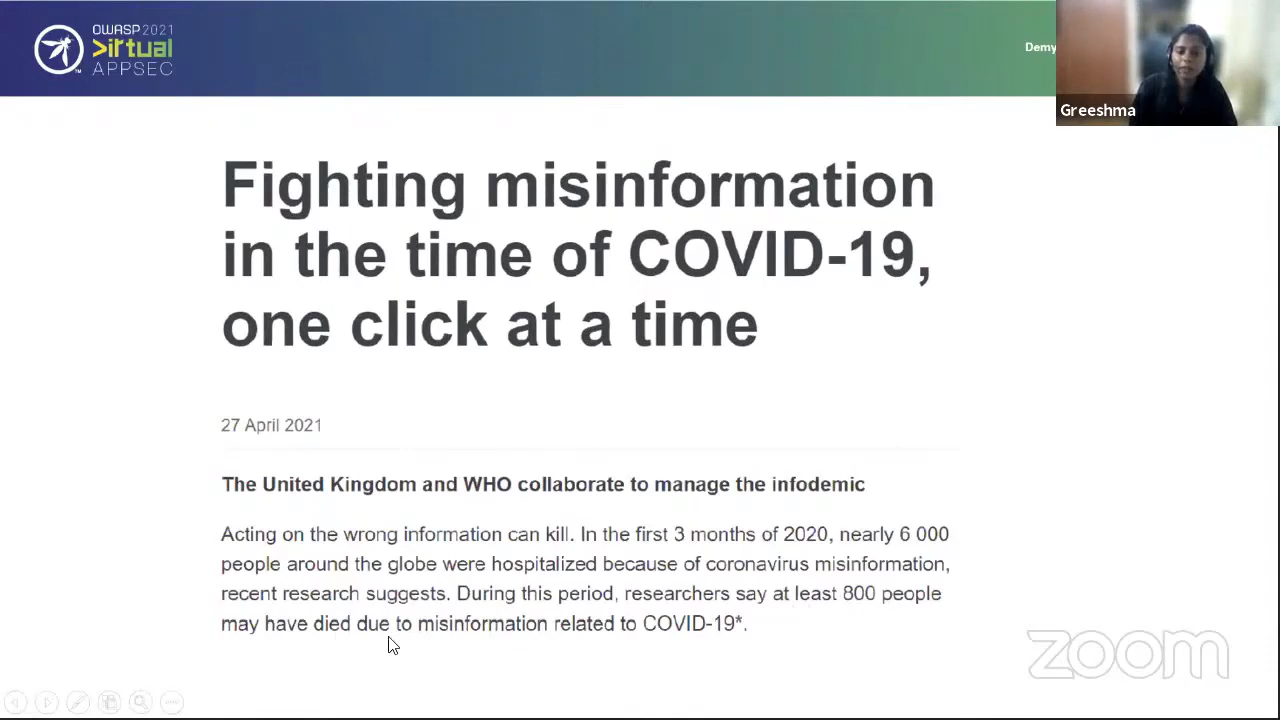 OWASP 2021
>irtual
APPSEC
Demy
Greeshma
Fighting misinformation
in the time of COVID-19,
one click at a time
27 April 2021
The United Kingdom and WHO collaborate to manage the infodemic
Acting on the wrong information can kill. In the first 3 months of 2020, nearly 6 000
people around the globe were hospitalized because of coronavirus misinformation,
recent research suggests. During this period, researchers say at least 800 people
may have died due to misinformation related to COVID-19*.
zoom